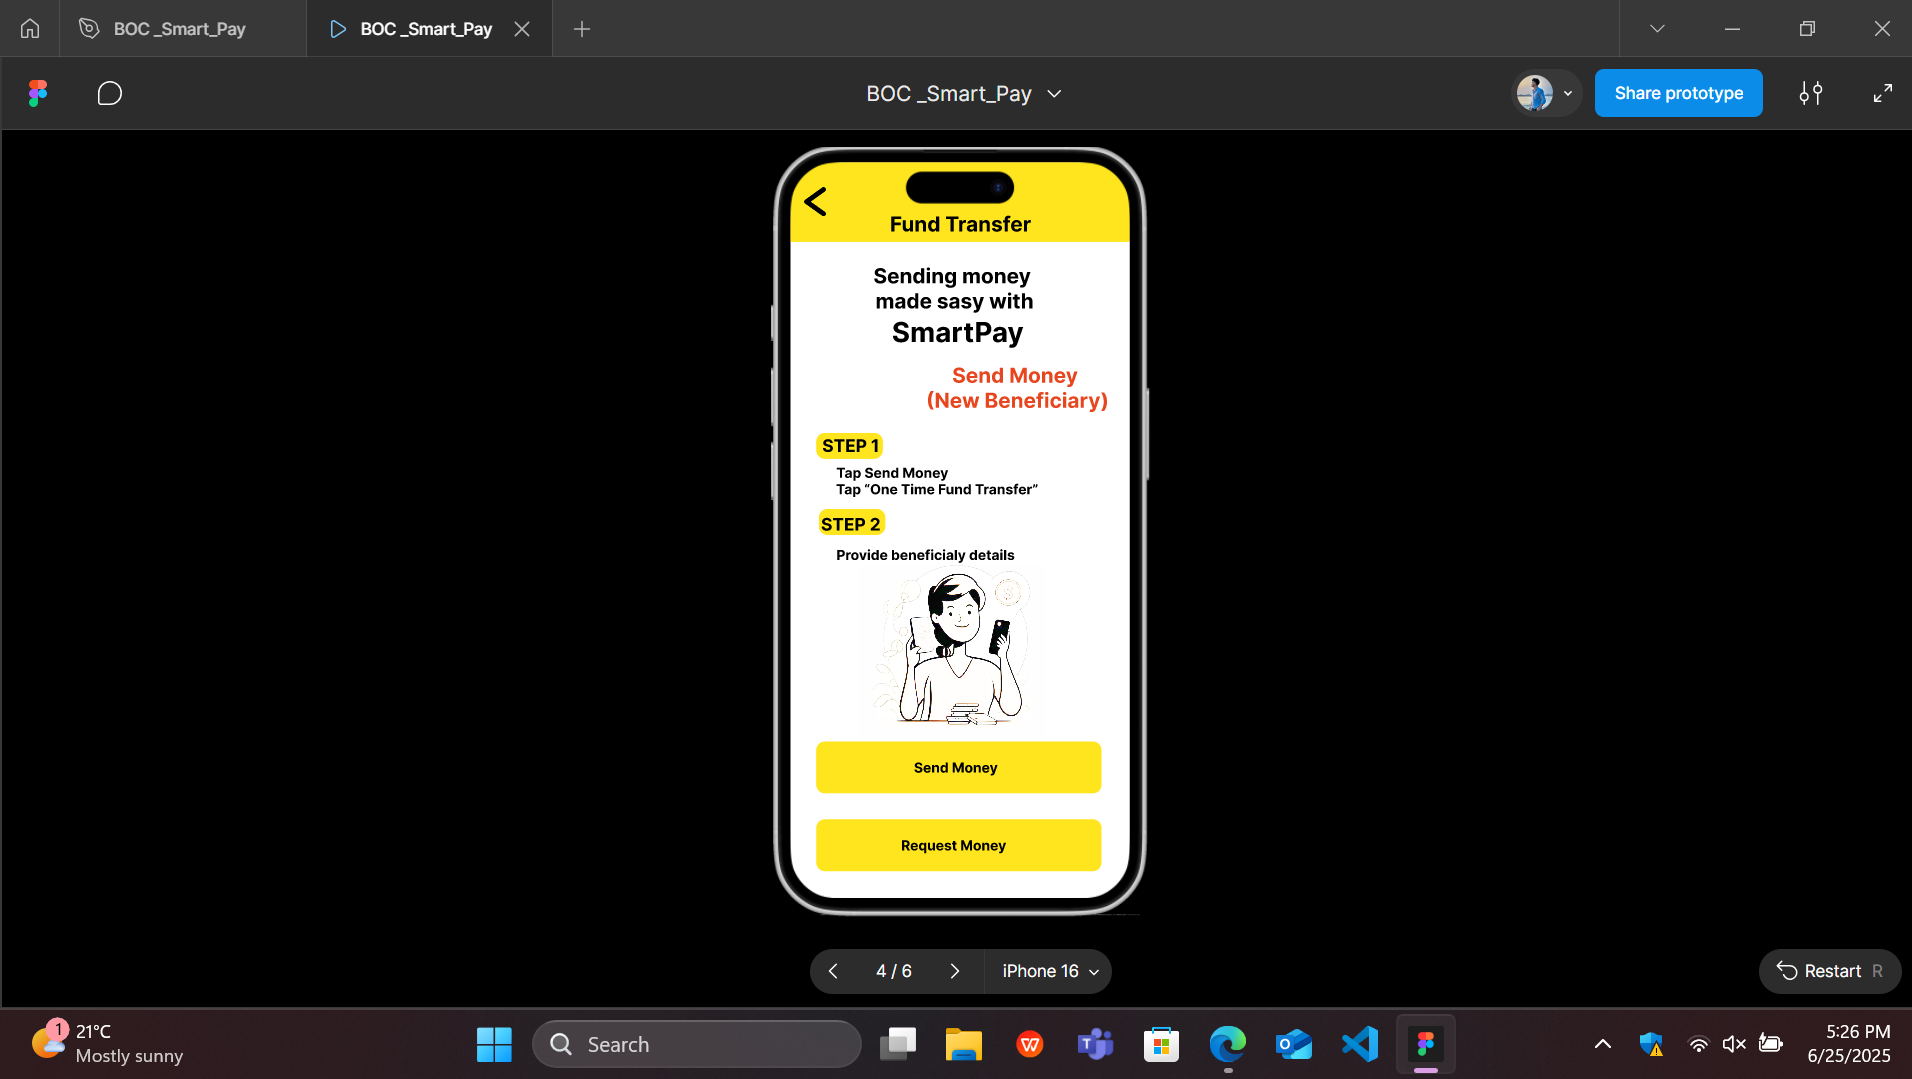 BOC _Smart_Pay
BOC _Smart_Pay
BOC _Smart_Pay
Share prototype
Fund Transfer
Sending money
made sasy with
SmartPay
Send Money
(New Beneficiary)
STEP 1
Tap Send Money
Tap “One Time Fund Transfer”
STEP 2
Provide beneficialy details
Send Money
Request Money
4 / 6
iPhone 16
Restart R
1
21°C
Mostly sunny
Search
5:26 PM
6/25/2025